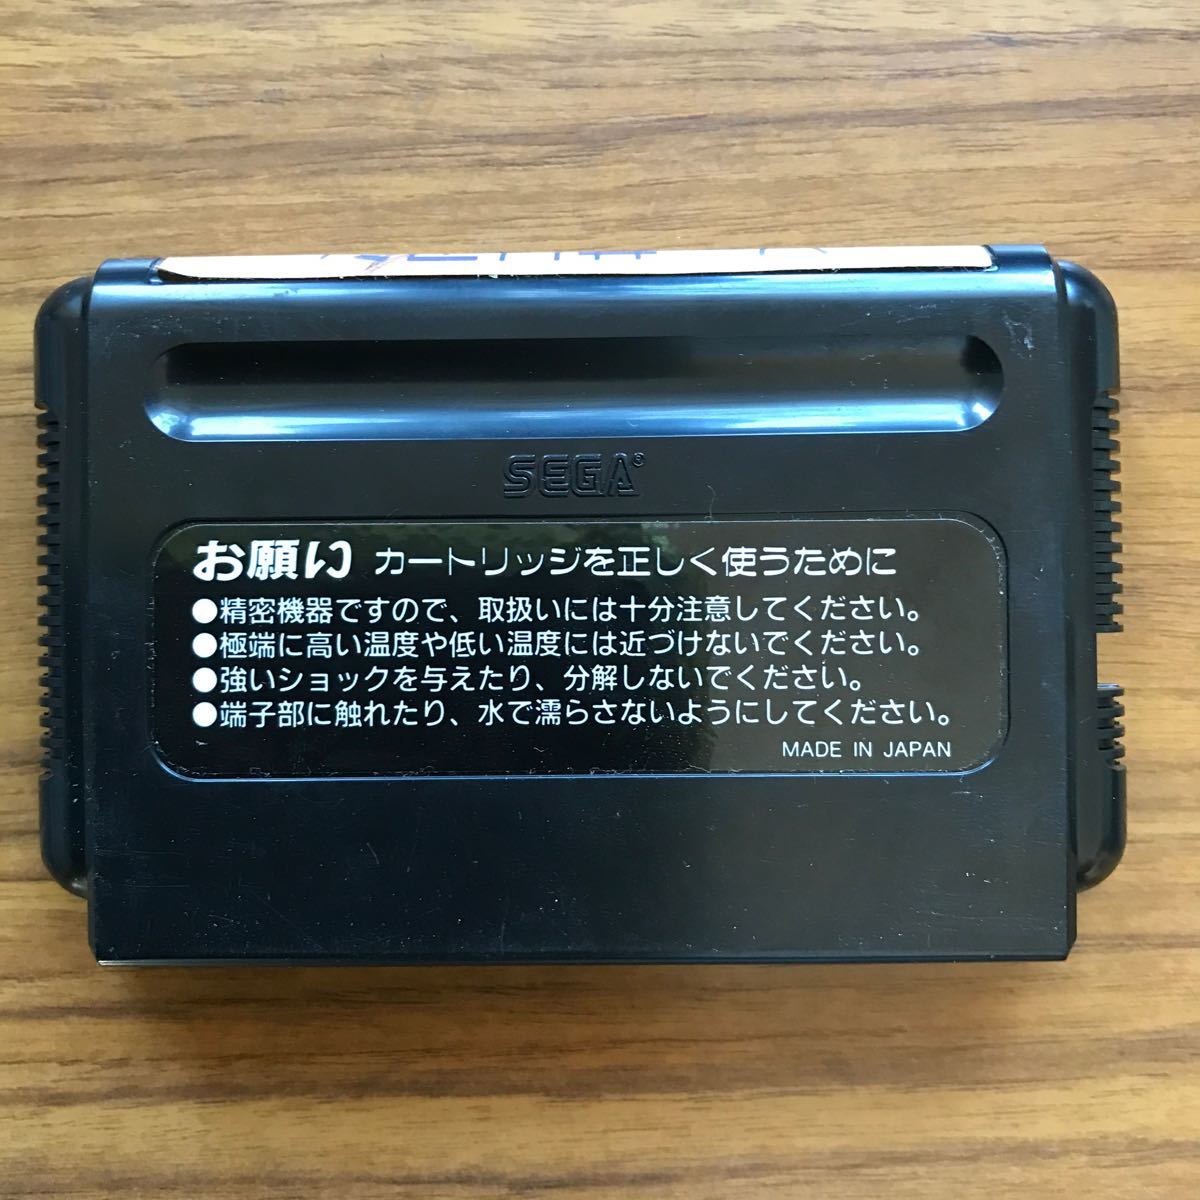 SEGA®
お願い カートリッジを正しく使うために
●精密機器ですので、取扱いには十分注意してください。
●極端に高い温度や低い温度には近づけないでください。
●強いショックを与えたり、分解しないでください。
●端子部に触れたり、水で濡らさないようにしてください。
MADE IN JAPAN